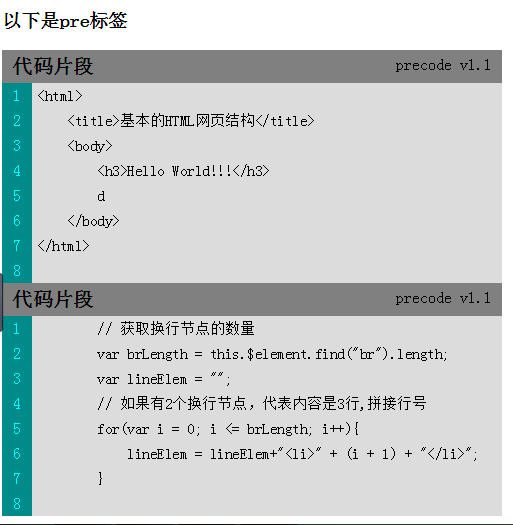 以下是pre标签
代码片段 precode v1.1
1 <html>
2     <title>基本的HTML网页结构</title>
3     <body>
4         <h3>Hello World!!!</h3>
5         d
6     </body>
7 </html>
8
代码片段 precode v1.1
1         // 获取换行节点的数量
2         var brLength = this.$element.find("br").length;
3         var lineElem = "";
4         // 如果有2个换行节点，代表内容是3行,拼接行号
5         for(var i = 0; i <= brLength; i++){
6             lineElem = lineElem+"<li>" + (i + 1) + "</li>";
7         }
8